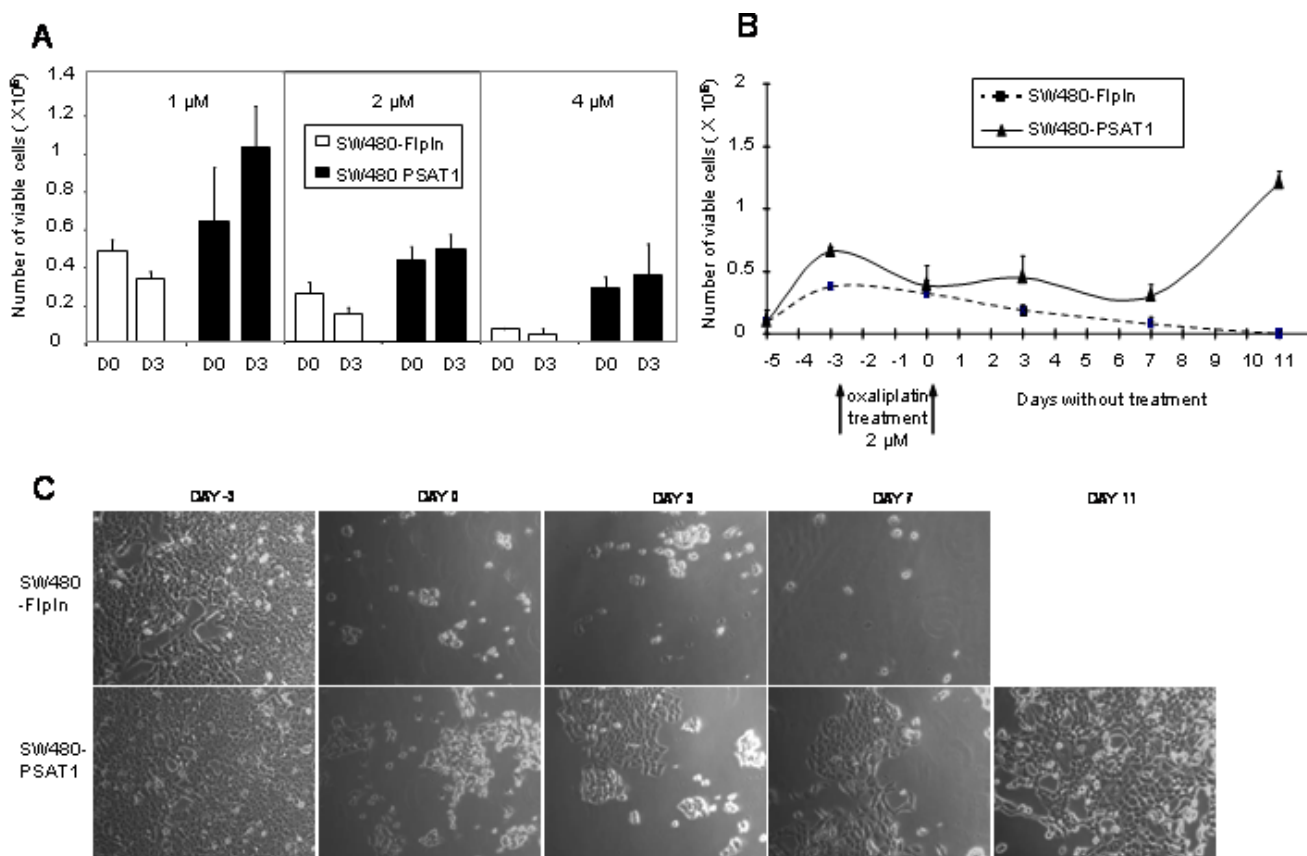 A
Number of viable cells ( X10⁶)
1.4
1.2
1
0.8
0.6
0.4
0.2
0
1 µM
2 µM
4 µM
SW480-FlpIn
SW480 PSAT1
D0 D3 D0 D3 D0 D3 D0 D3 D0 D3 D0 D3
B
Number of viable cells ( X 10⁶)
2
1.5
1
0.5
0
SW480-FlpIn
SW480-PSAT1
-5 -4 -3 -2 -1 0 1 2 3 4 5 6 7 8 9 10 11
oxaliplatin
treatment
2 µM
Days without treatment
C
DAY -3 DAY 0 DAY 3 DAY 7 DAY 11
SW480
-FlpIn
SW480-
PSAT1